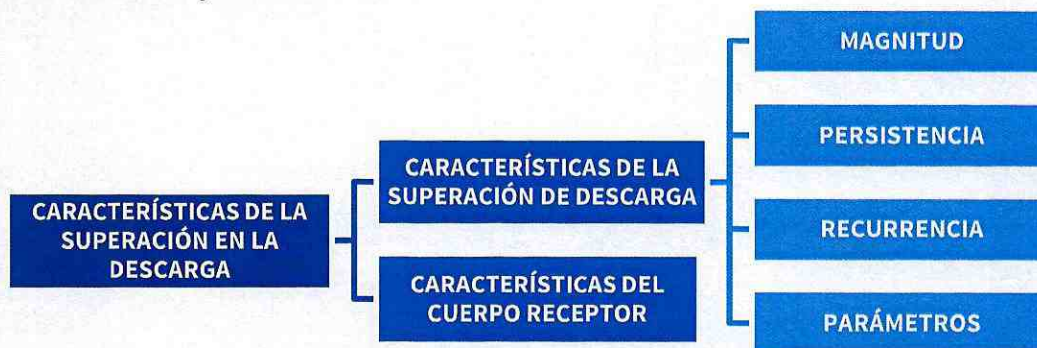 CARACTERÍSTICAS DE LA
SUPERACIÓN EN LA
DESCARGA
CARACTERÍSTICAS DE LA
SUPERACIÓN DE DESCARGA
CARACTERÍSTICAS DEL
CUERPO RECEPTOR
MAGNITUD
PERSISTENCIA
RECURRENCIA
PARÁMETROS